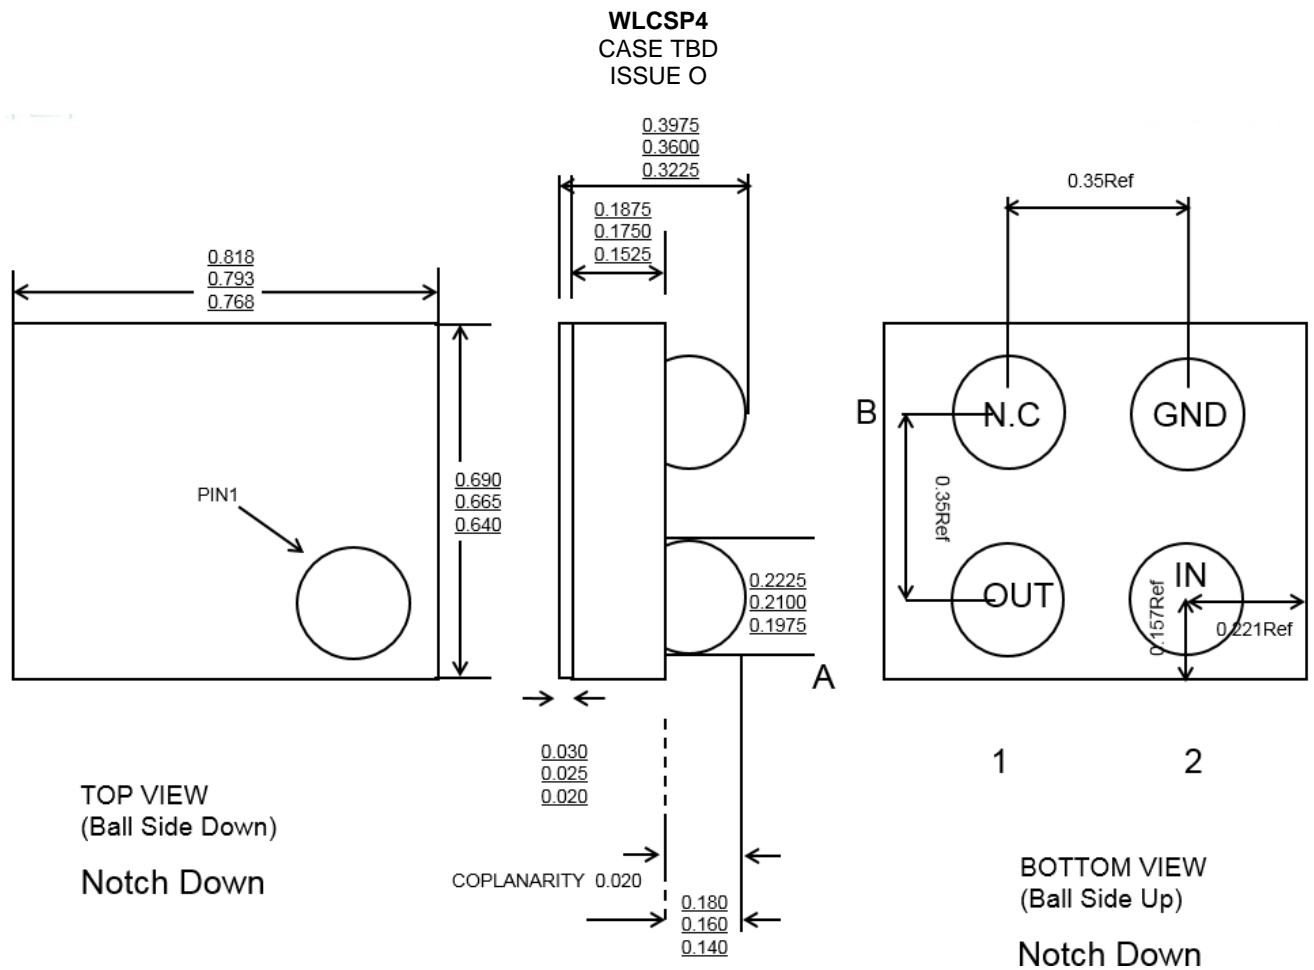 WLCSP4
CASE TBD
ISSUE O
0.3975
0.3600
0.3225
0.1875
0.1750
0.1525
0.35Ref
0.818
0.793
0.768
PIN1
0.690
0.665
0.640
0.2225
0.2100
0.1975
A
B
N.C
GND
0.35Ref
OUT
IN
0.157Ref
0.221Ref
0.030
0.025
0.020
1
2
TOP VIEW
(Ball Side Down)
Notch Down
COPLANARITY 0.020
0.180
0.160
0.140
BOTTOM VIEW
(Ball Side Up)
Notch Down